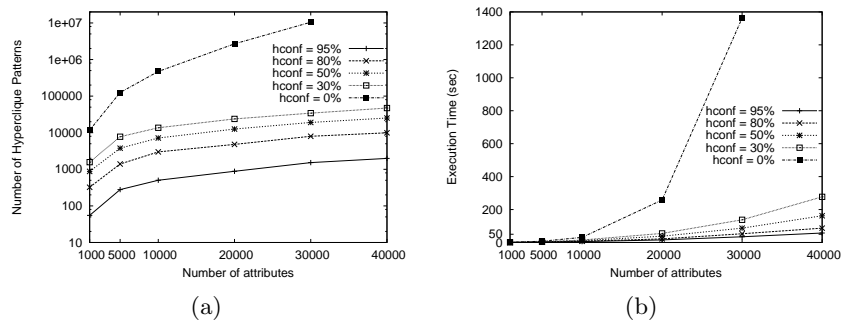 1e+07
1e+06
100000
10000
1000
100
10
Number of Hyperclique Patterns
hconf = 95%
hconf = 80%
hconf = 50%
hconf = 30%
hconf = 0%
1000 5000 10000 20000 30000 40000
Number of attributes
(a)
1400
1200
1000
800
600
400
200
50
0
Execution Time (sec)
hconf = 95%
hconf = 80%
hconf = 50%
hconf = 30%
hconf = 0%
1000 5000 10000 20000 30000 40000
Number of attributes
(b)